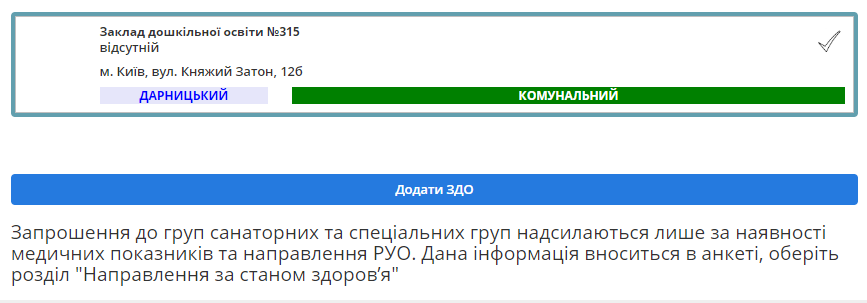 Заклад дошкільної освіти №315
відсутній
м. Київ, вул. Княжий Затон, 12б
ДАРНИЦЬКИЙ КОМУНАЛЬНИЙ
Додати ЗДО
Запрошення до груп санаторних та спеціальних груп надсилаються лише за наявності
медичних показників та направлення РУО. Дана інформація вноситься в анкеті, оберіть
розділ "Направлення за станом здоров’я"